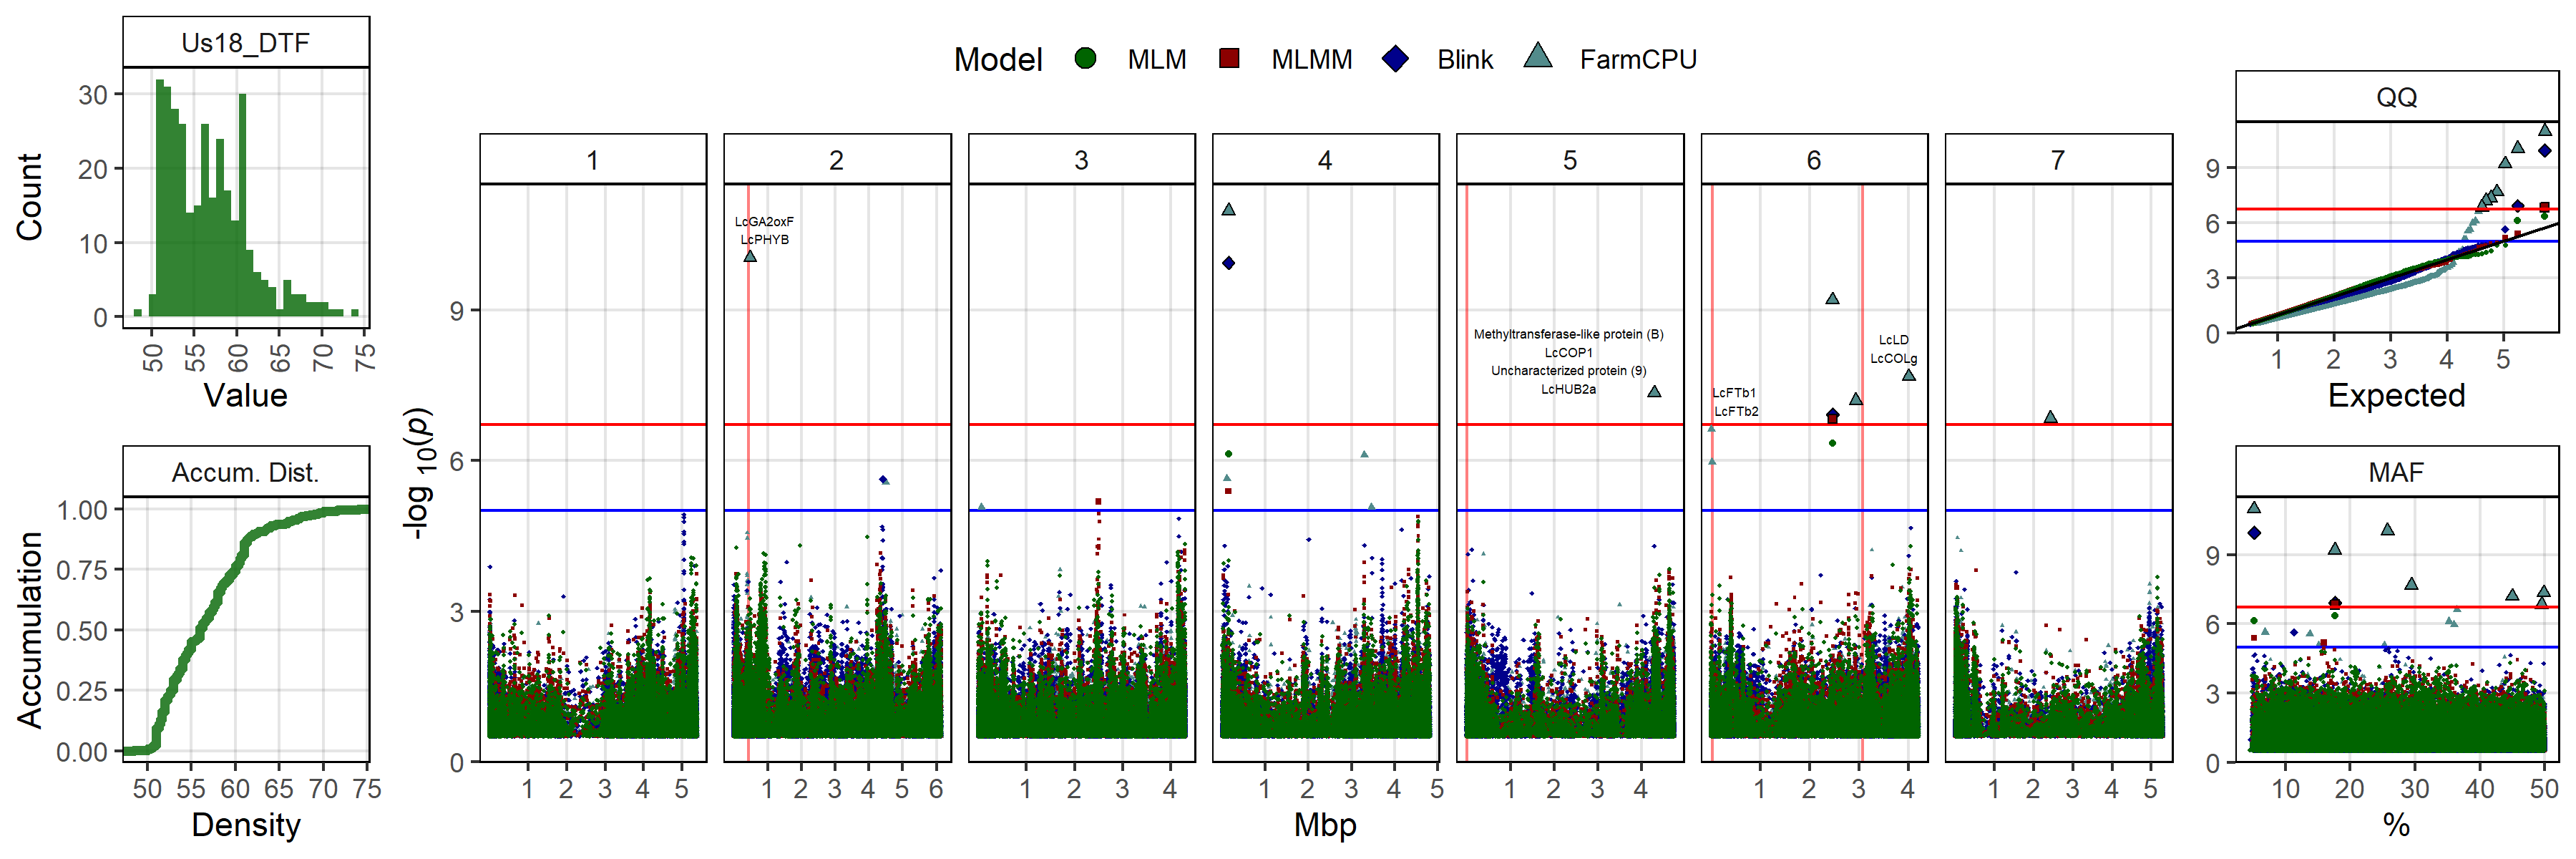 Us18_DTF
Count
30
20
10
0
50 55 60 65 70 75
Value
Accum. Dist.
Accumulation
1.00
0.75
0.50
0.25
0.00
50 55 60 65 70 75
Density
Model MLM MLMM Blink FarmCPU
1 2 3 4 5 6 7
-log 10(p)
9
6
3
0
LcGA2oxF
LcPHYB
Methyltransferase-like protein (B)
LcCOP1
Uncharacterized protein (9)
LcHUB2a
LcFTb1
LcFTb2
LcLD
LcCOLg
1 2 3 4 5
1 2 3 4 5 6
1 2 3 4
1 2 3 4 5
1 2 3 4
1 2 3 4
1 2 3 4 5
Mbp
QQ
9
6
3
0
1 2 3 4 5
Expected
MAF
9
6
3
0
10 20 30 40 50
%